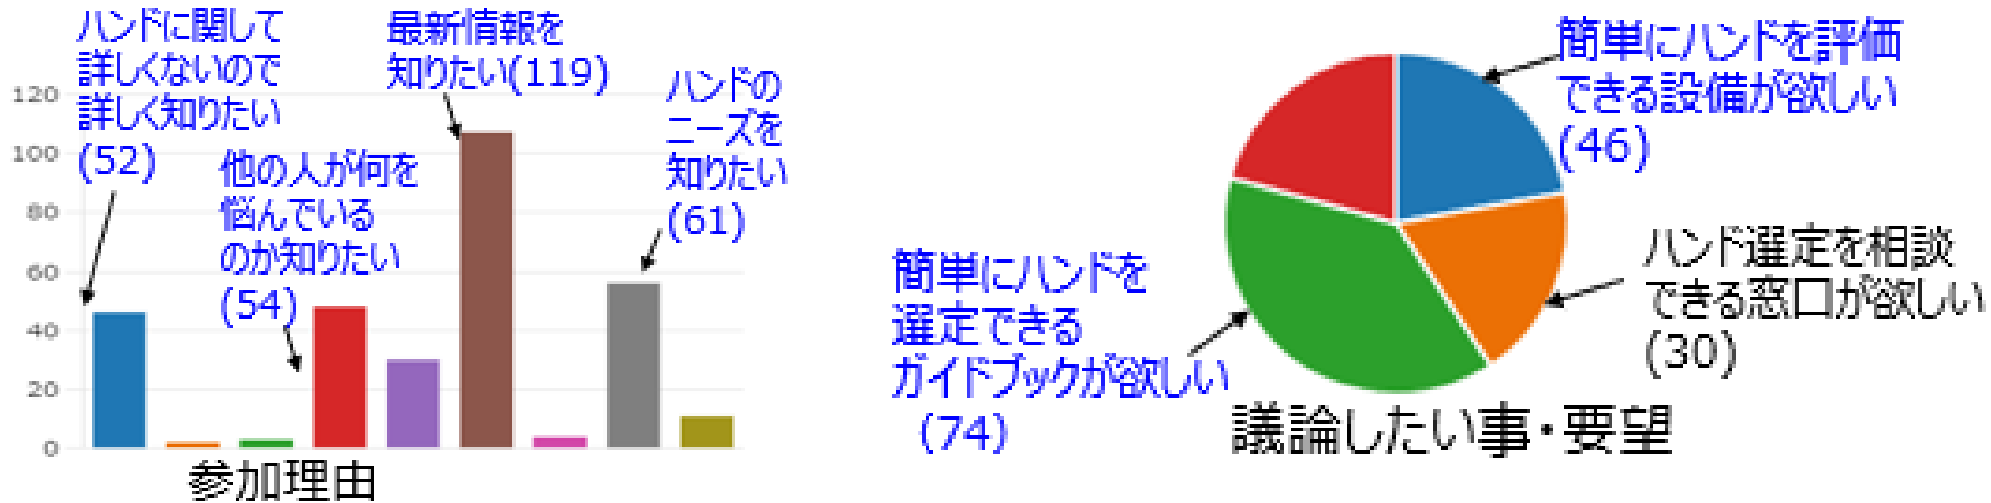 ハンドに関して
詳しくないので
詳しく知りたい
(52)
他の人が何を
悩んでいる
のか知りたい
(54)
最新情報を
知りたい(119)
ハンドの
ニーズを
知りたい
(61)
120
100
80
60
40
20
0
参加理由
簡単にハンドを評価
できる設備が欲しい
(46)
ハンド選定を相談
できる窓口が欲しい
(30)
簡単にハンドを
選定できる
ガイドブックが欲しい
(74)
議論したい事・要望